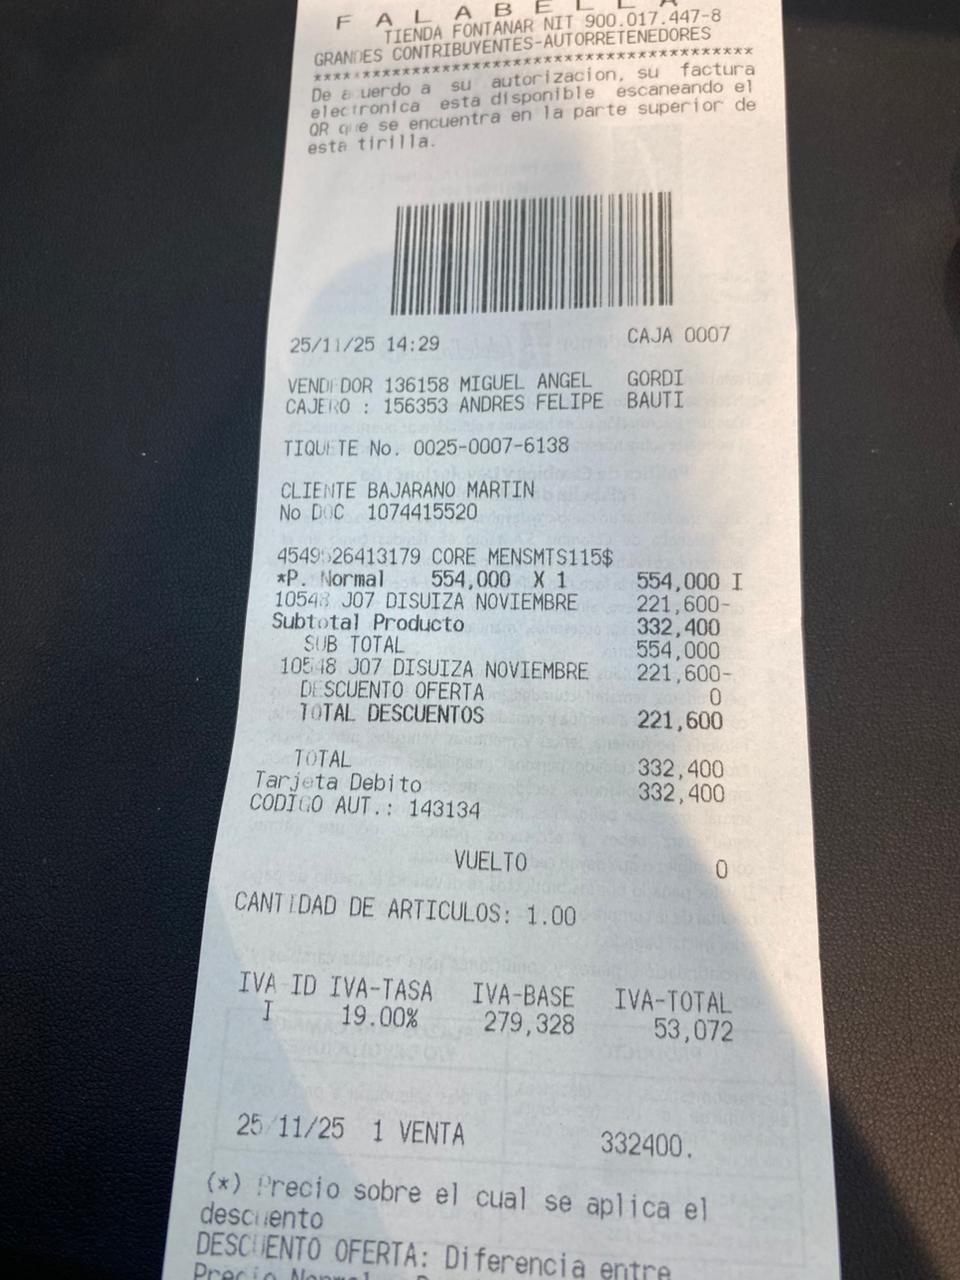 F A L A B E L L A
TIENDA FONTANAR NIT 900.017.447-8
GRANDES CONTRIBUYENTES-AUTORRETENEDORES
******************************************
De acuerdo a su autorizacion, su factura
electronica esta disponible escaneando el
QR que se encuentra en la parte superior de
esta tirilla.
25/11/25 14:29 CAJA 0007
VENDEDOR 136158 MIGUEL ANGEL GORDI
CAJERO : 156353 ANDRES FELIPE BAUTI
TIQUETE No. 0025-0007-6138
CLIENTE BAJARANO MARTIN
No DOC 1074415520
4549526413179 CORE MENSMTS115$
*P. Normal 554,000 X 1 554,000 I
10548 J07 DISUIZA NOVIEMBRE 221,600-
Subtotal Producto 332,400
SUB TOTAL 554,000
10548 J07 DISUIZA NOVIEMBRE 221,600-
DESCUENTO OFERTA 0
TOTAL DESCUENTOS 221,600
TOTAL 332,400
Tarjeta Debito 332,400
CODIGO AUT.: 143134
VUELTO 0
CANTIDAD DE ARTICULOS: 1.00
IVA ID IVA-TASA IVA-BASE IVA-TOTAL
I 19.00% 279,328 53,072
25/11/25 1 VENTA 332400.
(*) Precio sobre el cual se aplica el
descuento
DESCUENTO OFERTA: Diferencia entre
Precio Normal